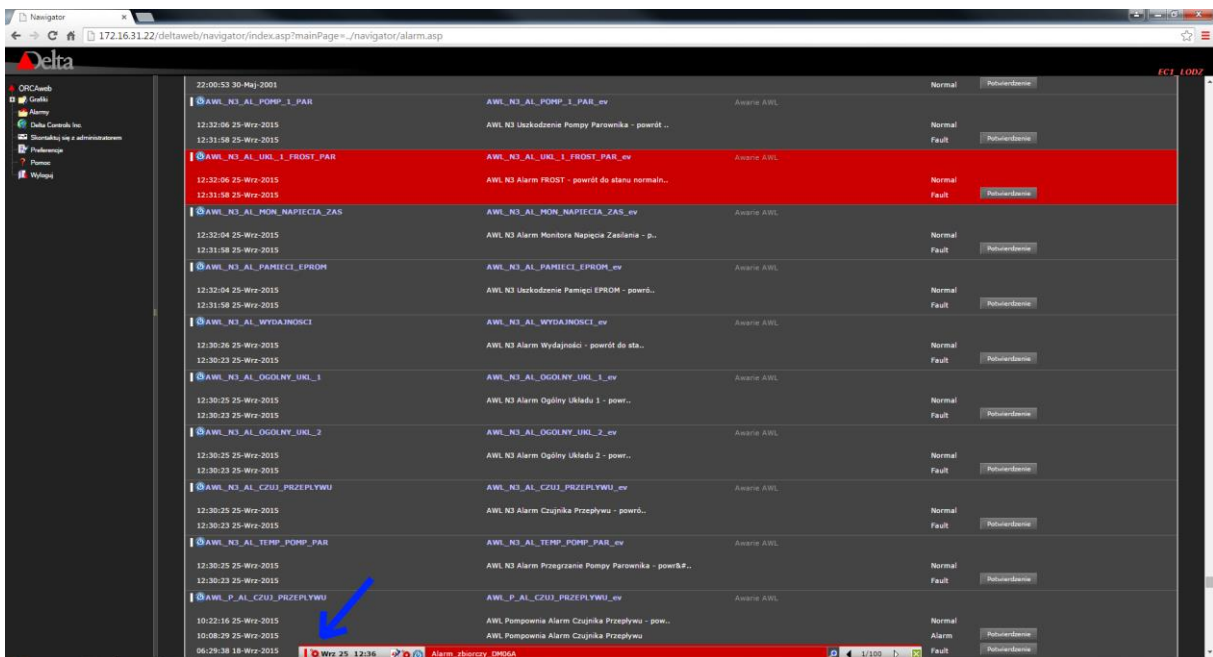 Nawigator
172.16.31.22/deltaweb/navigator/index.asp?mainPage=../navigator/alarm.asp
Delta
EC1_LODZ
ORCAweb
Grafiki
Alarmy
Delta Controls Inc.
Skontaktuj się z administratorem
Preferencje
Pomoc
Wyloguj
22:00:53 30-Maj-2001 Normal Potwierdzenie
AWL_N3_AL_POMP_1_PAR AWL_N3_AL_POMP_1_PAR_ev Awarie AWL
12:32:06 25-Wrz-2015 AWL N3 Uszkodzenie Pompy Parownika - powrót .. Normal
12:31:58 25-Wrz-2015 Fault Potwierdzenie
AWL_N3_AL_UKL_1_FROST_PAR AWL_N3_AL_UKL_1_FROST_PAR_ev Awarie AWL
12:32:06 25-Wrz-2015 AWL N3 Alarm FROST - powrót do stanu normaln.. Normal
12:31:58 25-Wrz-2015 Fault Potwierdzenie
AWL_N3_AL_MON_NAPIECIA_ZAS AWL_N3_AL_MON_NAPIECIA_ZAS_ev Awarie AWL
12:32:04 25-Wrz-2015 AWL N3 Alarm Monitora Napięcia Zasilania - p.. Normal
12:31:58 25-Wrz-2015 Fault Potwierdzenie
AWL_N3_AL_PAMIECI_EPROM AWL_N3_AL_PAMIECI_EPROM_ev Awarie AWL
12:32:04 25-Wrz-2015 AWL N3 Uszkodzenie Pamięci EPROM - powró.. Normal
12:31:58 25-Wrz-2015 Fault Potwierdzenie
AWL_N3_AL_WYDAJNOSCI AWL_N3_AL_WYDAJNOSCI_ev Awarie AWL
12:30:26 25-Wrz-2015 AWL N3 Alarm Wydajności - powrót do sta.. Normal
12:30:23 25-Wrz-2015 Fault Potwierdzenie
AWL_N3_AL_OGOLNY_UKL_1 AWL_N3_AL_OGOLNY_UKL_1_ev Awarie AWL
12:30:25 25-Wrz-2015 AWL N3 Alarm Ogólny Układu 1 - powr.. Normal
12:30:23 25-Wrz-2015 Fault Potwierdzenie
AWL_N3_AL_OGOLNY_UKL_2 AWL_N3_AL_OGOLNY_UKL_2_ev Awarie AWL
12:30:25 25-Wrz-2015 AWL N3 Alarm Ogólny Układu 2 - powr.. Normal
12:30:23 25-Wrz-2015 Fault Potwierdzenie
AWL_N3_AL_CZUJ_PRZEPLYWU AWL_N3_AL_CZUJ_PRZEPLYWU_ev Awarie AWL
12:30:25 25-Wrz-2015 AWL N3 Alarm Czujnika Przepływu - powró.. Normal
12:30:23 25-Wrz-2015 Fault Potwierdzenie
AWL_N3_AL_TEMP_POMP_PAR AWL_N3_AL_TEMP_POMP_PAR_ev Awarie AWL
12:30:25 25-Wrz-2015 AWL N3 Alarm Przegrzanie Pompy Parownika - powr&#.. Normal
12:30:23 25-Wrz-2015 Fault Potwierdzenie
AWL_P_AL_CZUJ_PRZEPLYWU AWL_P_AL_CZUJ_PRZEPLYWU_ev Awarie AWL
10:22:16 25-Wrz-2015 AWL Pompownia Alarm Czujnika Przepływu - pow.. Normal
10:08:29 25-Wrz-2015 AWL Pompownia Alarm Czujnika Przepływu Alarm Potwierdzenie
06:29:38 18-Wrz-2015 Fault Potwierdzenie
Wrz 25 12:36 Alarm_zbiorczy_DM06A 1/100